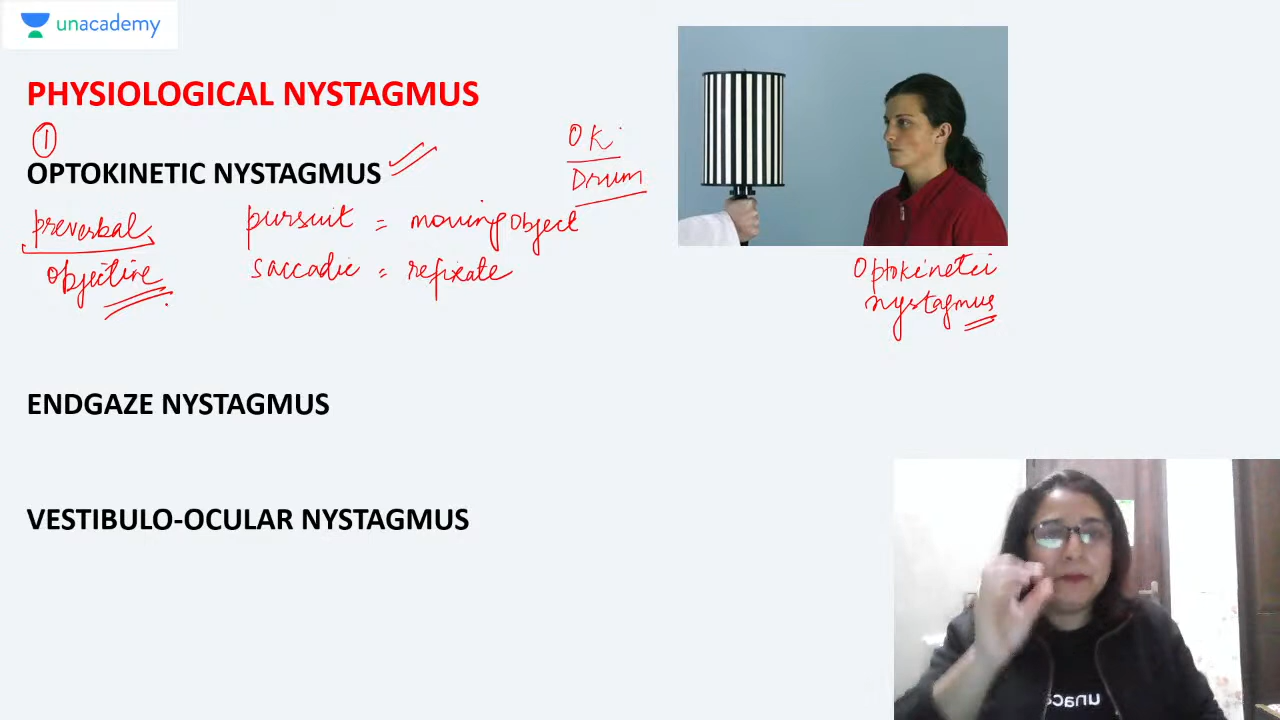 unacademy
PHYSIOLOGICAL NYSTAGMUS
1
OPTOKINETIC NYSTAGMUS
OK
Drum
preverbal
objective
pursuit = moving object
saccadic = refixate
Optokinetic
nystagmus
ENDGAZE NYSTAGMUS
VESTIBULO-OCULAR NYSTAGMUS
unaca